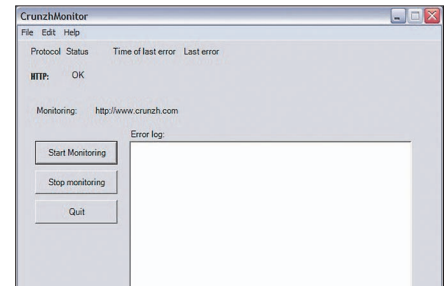 CrunzhMonitor
File Edit Help
Protocol Status Time of last error Last error
HTTP: OK
Monitoring: http://www.crunzh.com
Error log:
Start Monitoring
Stop monitoring
Quit